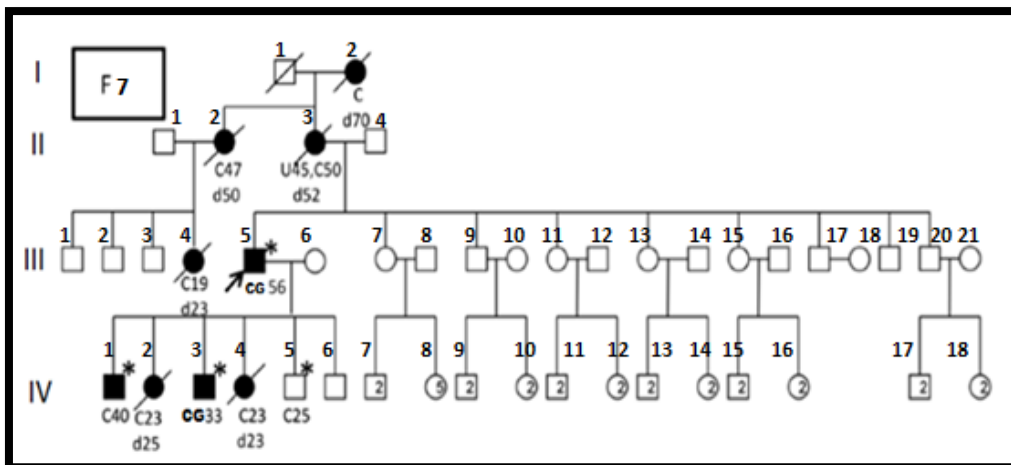 1 2
I F 7
C
d70
1 2 3 4
II
C47 U45,C50
d50 d52
1 2 3 4 5 * 6 7 8 9 10 11 12 13 14 15 16 17 18 19 20 21
III
C19 CG 56
d23
1 * 2 3 * 4 5 * 6 7 8 9 10 11 12 13 14 15 16 17 18
IV 2 5 2 2 2 2 2 2 2 2 2 2
C40 C23 CG33 C23 C25
d25 d23